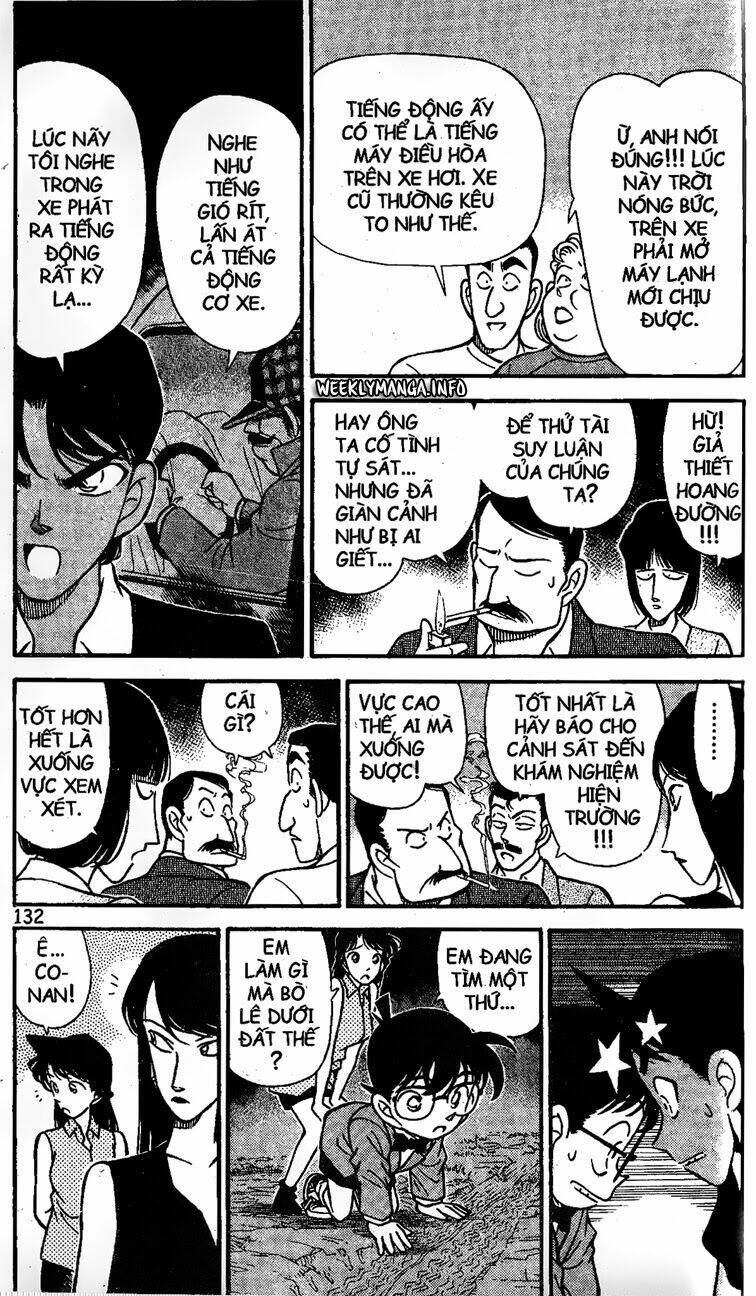 LÚC NÃY
TÔI NGHE
TRONG
XE PHÁT
RA TIẾNG
ĐỘNG
RẤT KỲ
LẠ...
NGHE
NHƯ
TIẾNG
GIÓ RÍT,
LẤN ÁT
CẢ TIẾNG
ĐỘNG
CƠ XE.
TIẾNG ĐỘNG ẤY
CÓ THỂ LÀ TIẾNG
MÁY ĐIỀU HÒA
TRÊN XE HƠI. XE
CŨ THƯỜNG KÊU
TO NHƯ THẾ.
Ừ, ANH NÓI
ĐÚNG!!! LÚC
NÀY TRỜI
NÓNG BỨC,
TRÊN XE
PHẢI MỞ
MÁY LẠNH
MỚI CHỊU
ĐƯỢC.
WEEKLYMANGA.INFO
HAY ÔNG
TA CỐ TÌNH
TỰ SÁT...
NHƯNG ĐÃ
GIÀN CẢNH
NHƯ BỊ AI
GIẾT...
ĐỂ THỬ TÀI
SUY LUẬN
CỦA CHÚNG
TA?
HỪ!
GIẢ
THIẾT
HOANG
ĐƯỜNG
!!!
TỐT HƠN
HẾT LÀ
XUỐNG
VỰC XEM
XÉT.
CÁI
GÌ?
VỰC CAO
THẾ, AI MÀ
XUỐNG
ĐƯỢC!
TỐT NHẤT LÀ
HÃY BÁO CHO
CẢNH SÁT ĐẾN
KHÁM NGHIỆM
HIỆN
TRƯỜNG
!!!
.........
132
Ê...
CO-
NAN!
EM
LÀM GÌ
MÀ BÒ
LÊ DƯỚI
ĐẤT THẾ
?
EM ĐANG
TÌM MỘT
THỨ...